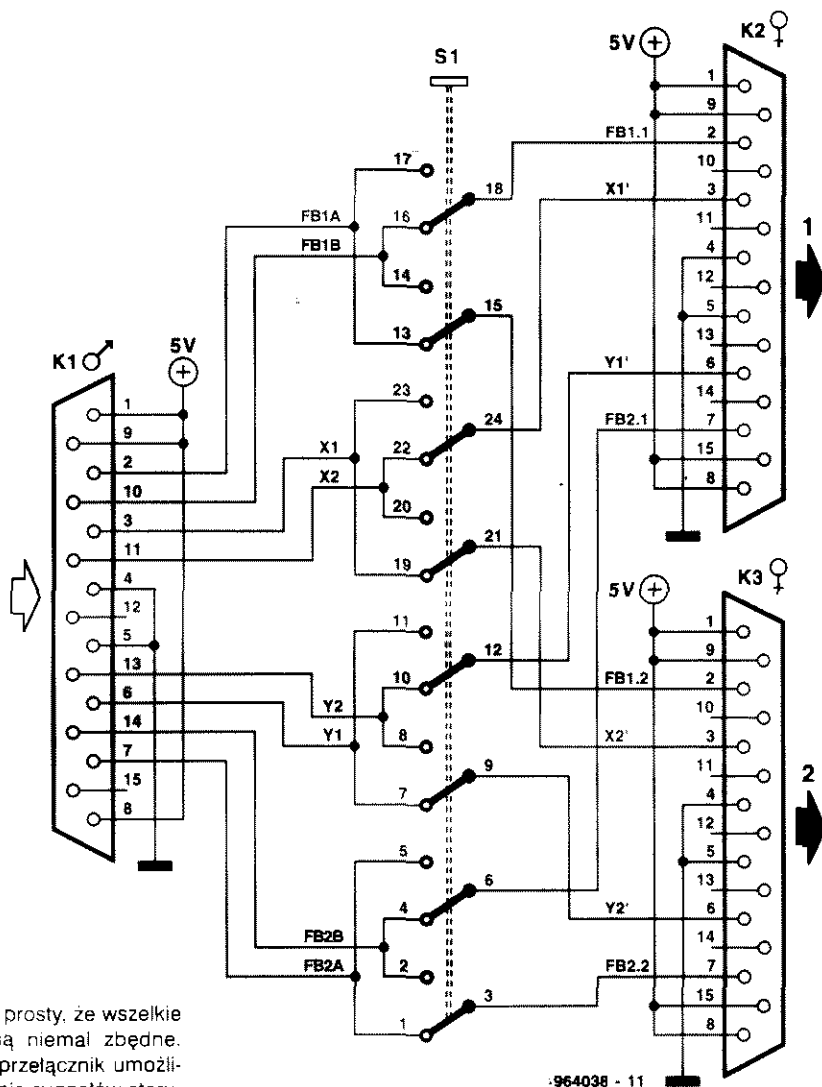 S1
5V
K2
1
9
2
10
3
11
4
12
5
13
6
14
7
15
8
1
FB1.1
X1'
Y1'
FB2.1
17
18
16
14
15
13
23
24
22
20
21
19
11
12
10
8
9
7
5
6
4
2
3
1
FB1A
FB1B
X1
X2
Y2
Y1
FB2B
FB2A
K1
5V
1
9
2
10
3
11
4
12
5
13
6
14
7
15
8
5V
K3
1
9
2
10
3
11
4
12
5
13
6
14
7
15
8
2
FB1.2
X2'
Y2'
FB2.2
prosty, że wszelkie
ą niemal zbędne.
przełącznik umożli-
964038 - 11